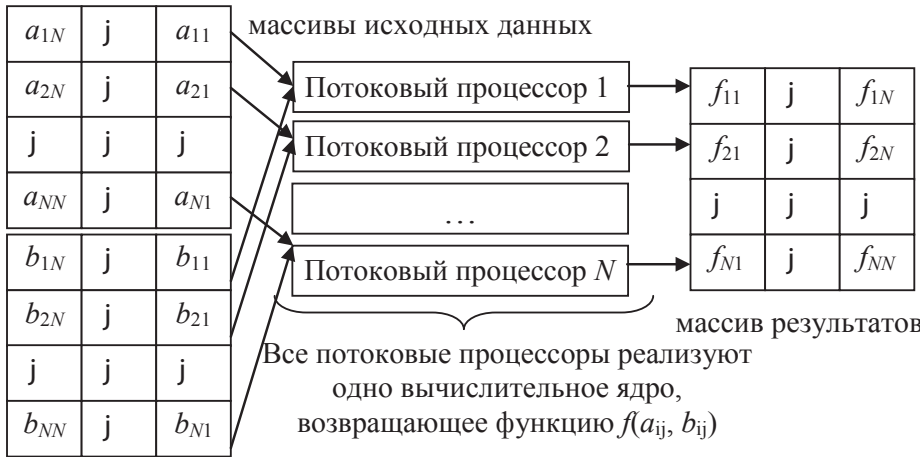 массивы исходных данных
a1N j a11
a2N j a21
j j j
aNN j aN1
b1N j b11
b2N j b21
j j j
bNN j bN1
Потоковый процессор 1
Потоковый процессор 2
…
Потоковый процессор N
f11 j f1N
f21 j f2N
j j j
fN1 j fNN
массив результатов
Все потоковые процессоры реализуют
одно вычислительное ядро,
возвращающее функцию f(aij, bij)